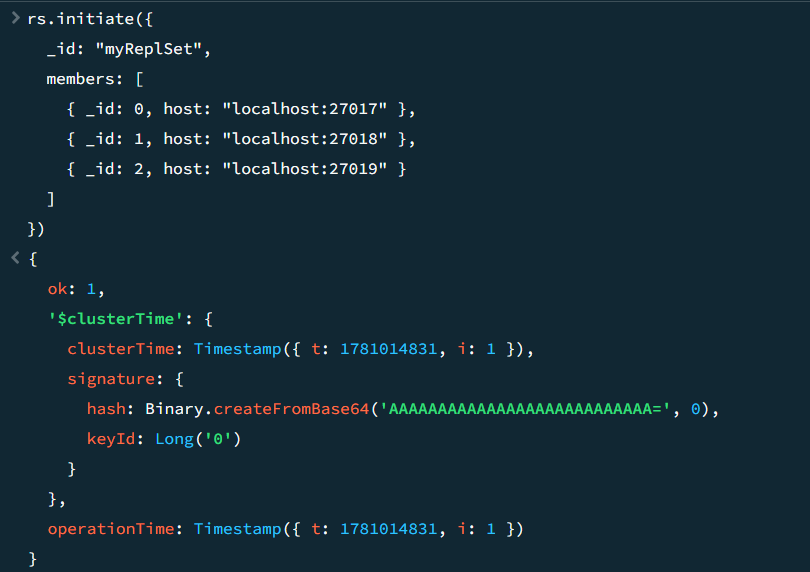 > rs.initiate({
_id: "myReplSet",
members: [
{ _id: 0, host: "localhost:27017" },
{ _id: 1, host: "localhost:27018" },
{ _id: 2, host: "localhost:27019" }
]
})
< {
ok: 1,
'$clusterTime': {
clusterTime: Timestamp({ t: 1781014831, i: 1 }),
signature: {
hash: Binary.createFromBase64('AAAAAAAAAAAAAAAAAAAAAAAAAAA=', 0),
keyId: Long('0')
}
},
operationTime: Timestamp({ t: 1781014831, i: 1 })
}